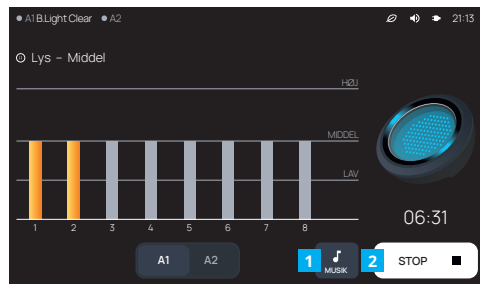 A1 B.Light Clear A2 21:13
Lys – Middel
HØJ
MIDDEL
LAV
1 2 3 4 5 6 7 8
06:31
A1 A2 1 MUSIK 2 STOP